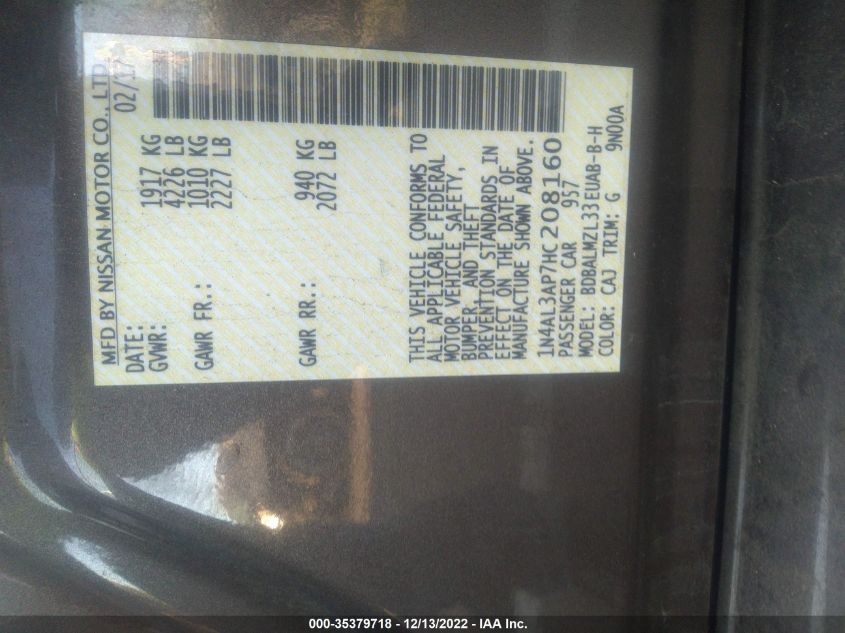 MFD BY NISSAN MOTOR CO., LTD
DATE: 02/17
GVWR: 1917 KG
4226 LB
GAWR FR.: 1010 KG
2227 LB
GAWR RR.: 940 KG
2072 LB
THIS VEHICLE CONFORMS TO
ALL APPLICABLE FEDERAL
MOTOR VEHICLE SAFETY,
BUMPER, AND THEFT
PREVENTION STANDARDS IN
EFFECT ON THE DATE OF
MANUFACTURE SHOWN ABOVE.
1N4AL3AP7HC208160
PASSENGER CAR 957
MODEL: BDBALMZL33EUAB-B-H
COLOR: CAJ TRIM: G 9N00A
000-35379718 - 12/13/2022 - IAA Inc.